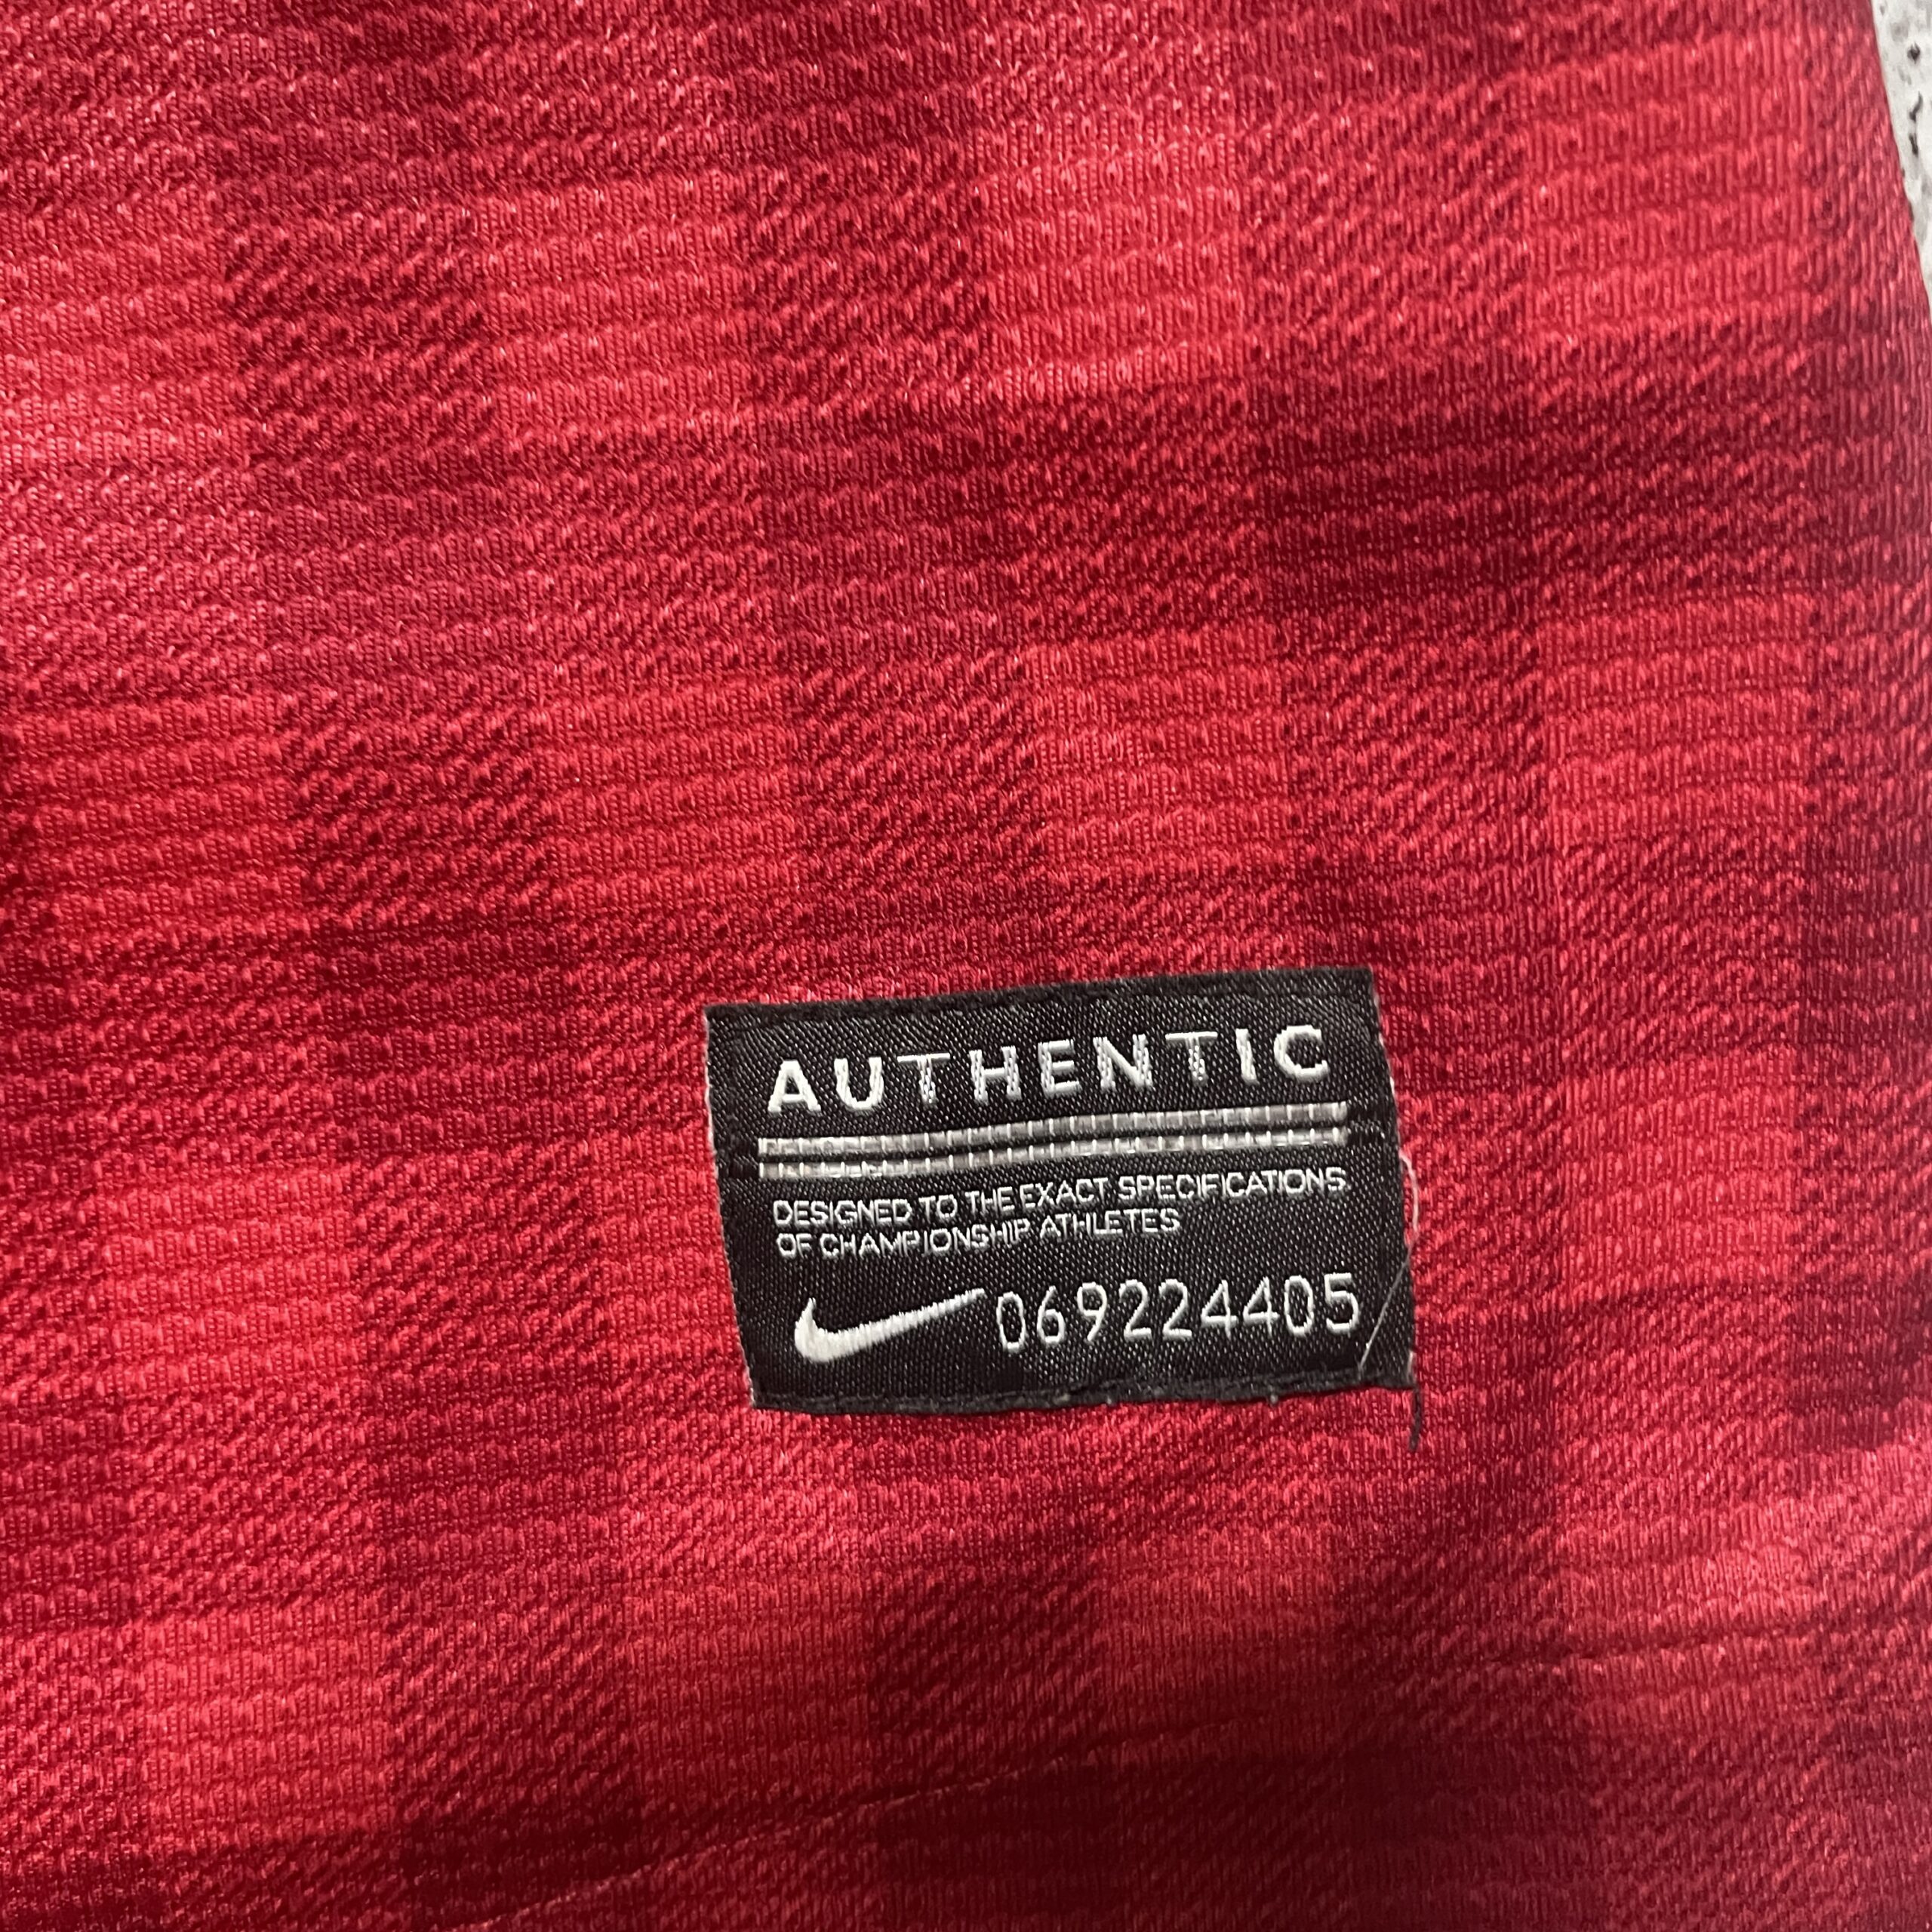 AUTHENTIC
DESIGNED TO THE EXACT SPECIFICATIONS
OF CHAMPIONSHIP ATHLETES
069224405